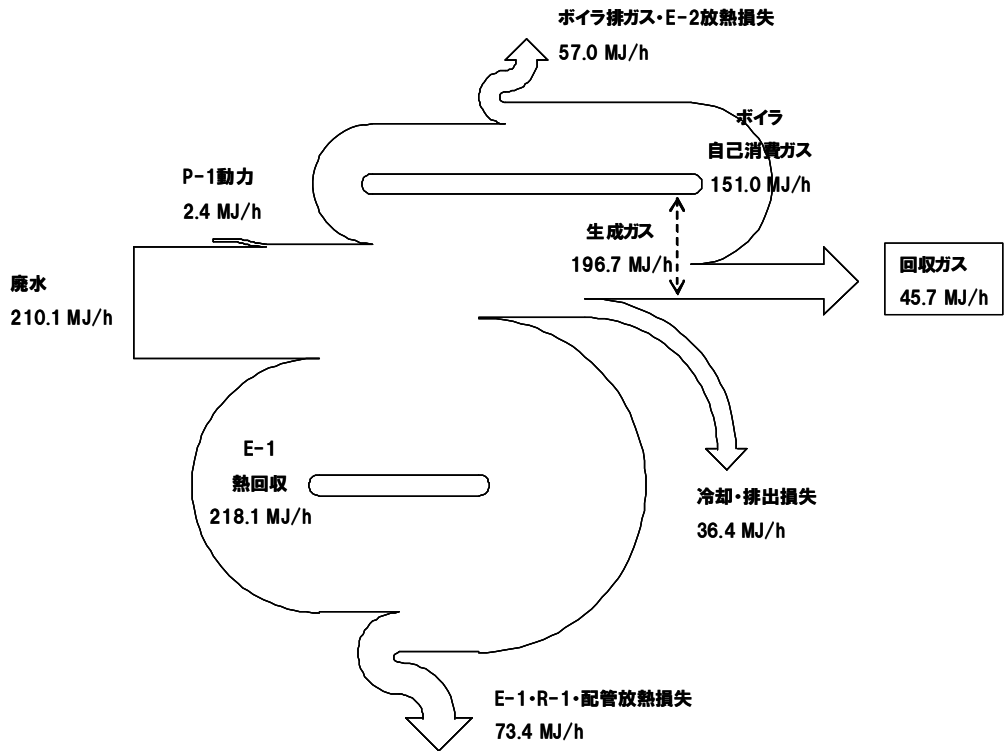 ボイラ排ガス・E-2放熱損失
57.0 MJ/h
ボイラ
自己消費ガス
151.0 MJ/h
P-1動力
2.4 MJ/h
生成ガス
196.7 MJ/h
回収ガス
45.7 MJ/h
廃水
210.1 MJ/h
E-1
熱回収
218.1 MJ/h
冷却・排出損失
36.4 MJ/h
E-1・R-1・配管放熱損失
73.4 MJ/h